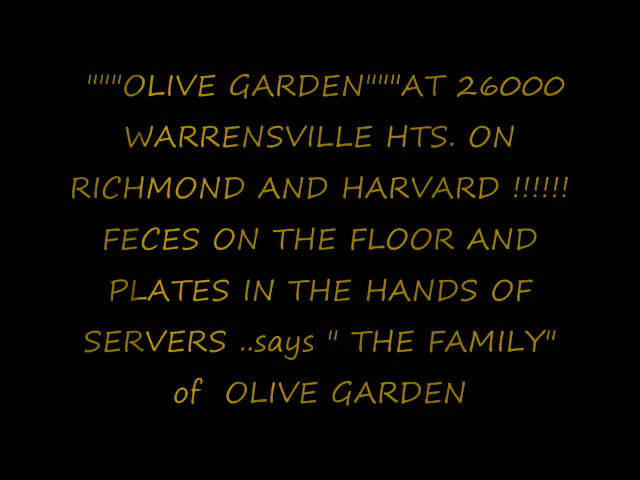 """OLIVE GARDEN"""AT 26000
WARRENSVILLE HTS. ON
RICHMOND AND HARVARD !!!!!!
FECES ON THE FLOOR AND
PLATES IN THE HANDS OF
SERVERS ..says " THE FAMILY"
of OLIVE GARDEN